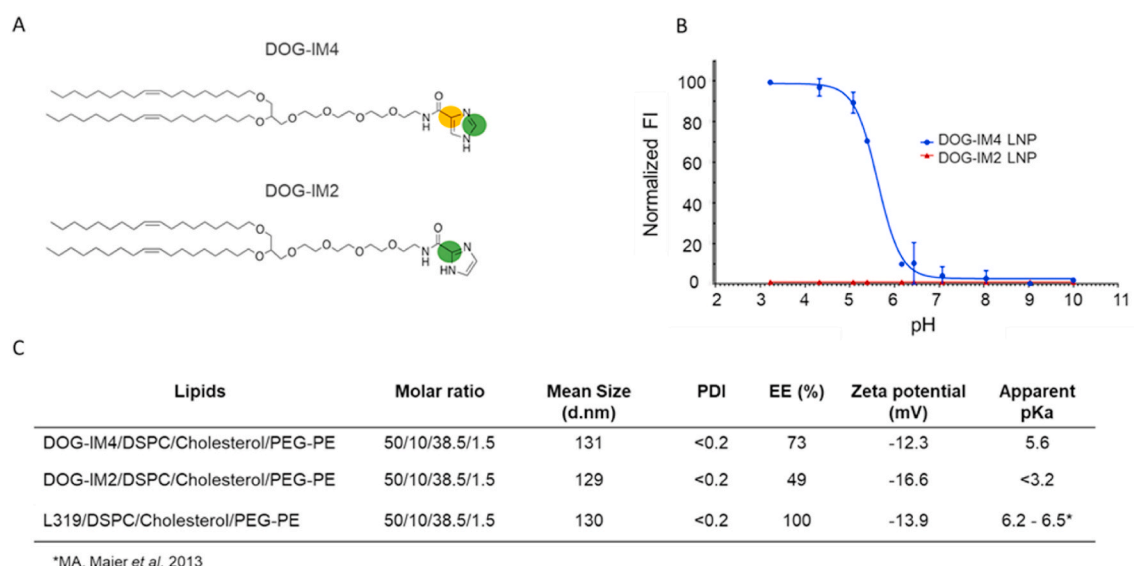 A
DOG-IM4
O
O
O
O
O
O
O
N
H
N
N
H
DOG-IM2
O
O
O
O
O
O
O
N
H
N
HN
B
Normalized FI
100
80
60
40
20
0
2 3 4 5 6 7 8 9 10 11
pH
DOG-IM4 LNP
DOG-IM2 LNP
C
Lipids Molar ratio Mean Size (d.nm) PDI EE (%) Zeta potential (mV) Apparent pKa
DOG-IM4/DSPC/Cholesterol/PEG-PE 50/10/38.5/1.5 131 <0.2 73 -12.3 5.6
DOG-IM2/DSPC/Cholesterol/PEG-PE 50/10/38.5/1.5 129 <0.2 49 -16.6 <3.2
L319/DSPC/Cholesterol/PEG-PE 50/10/38.5/1.5 130 <0.2 100 -13.9 6.2 - 6.5*
*MA. Maier et al. 2013